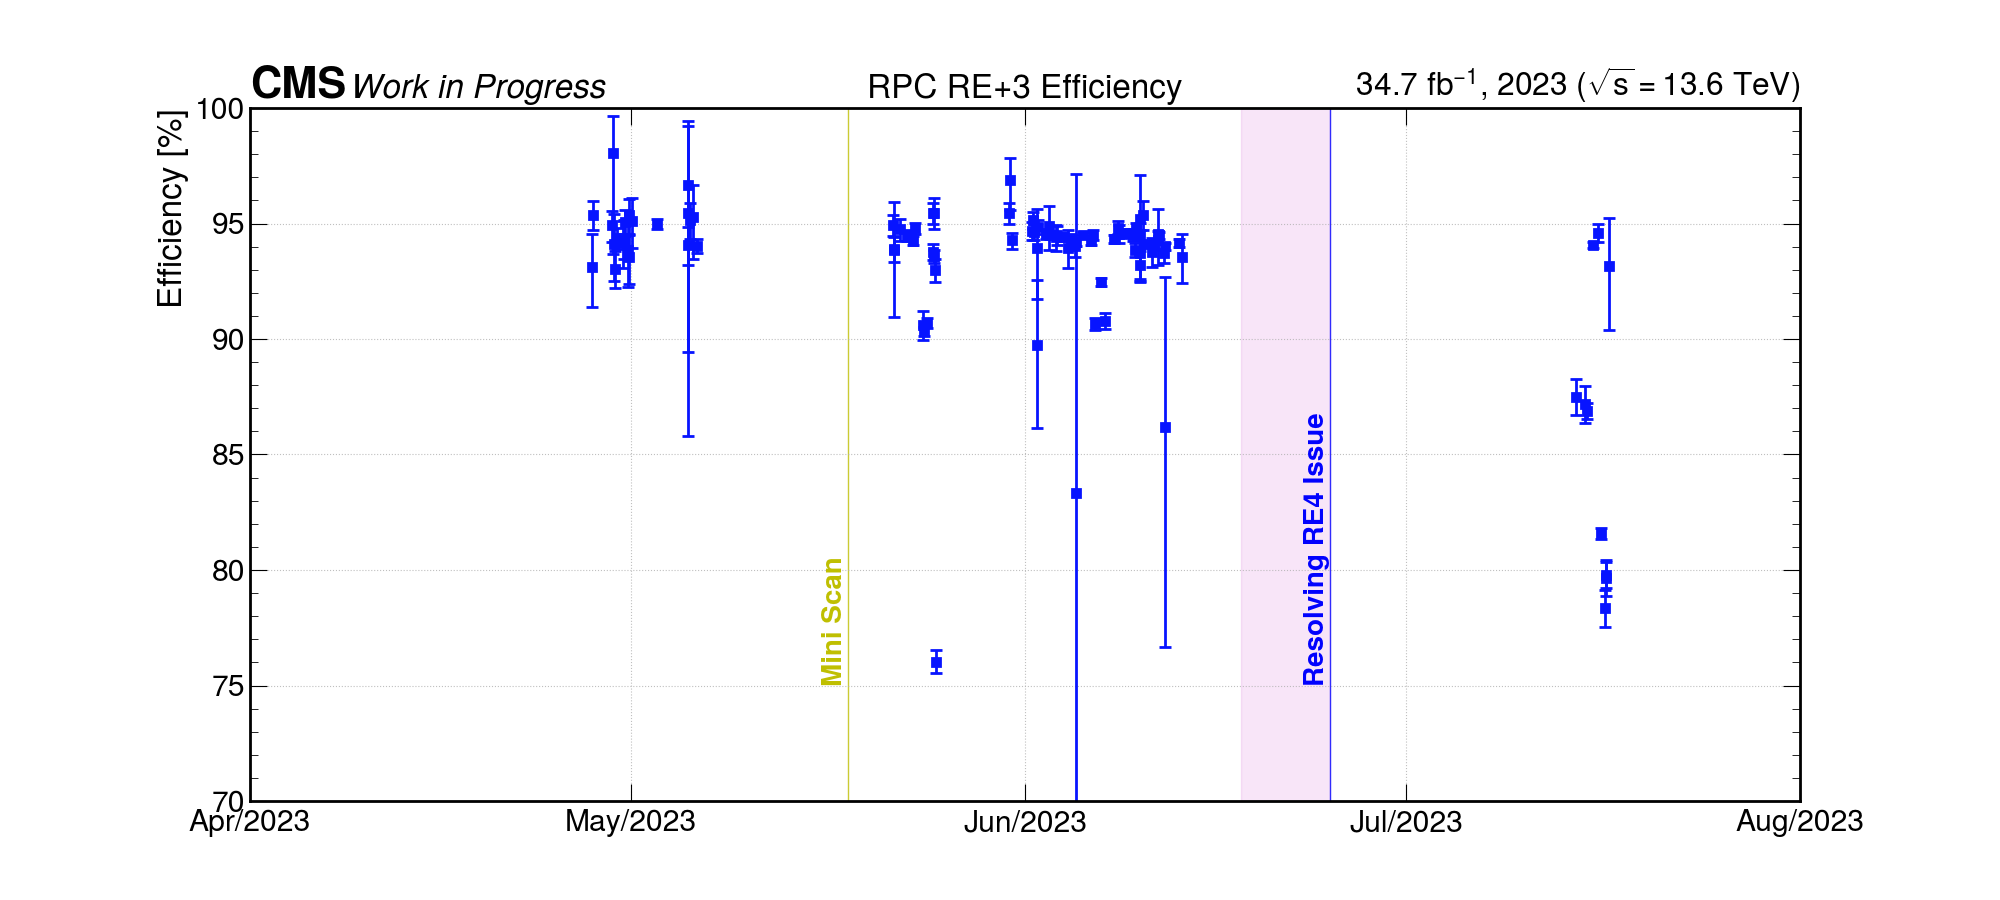 CMS Work in Progress
RPC RE+3 Efficiency
34.7 fb⁻¹, 2023 (√s = 13.6 TeV)
Efficiency [%]
100
95
90
85
80
75
70
Mini Scan
Resolving RE4 Issue
Apr/2023
May/2023
Jun/2023
Jul/2023
Aug/2023